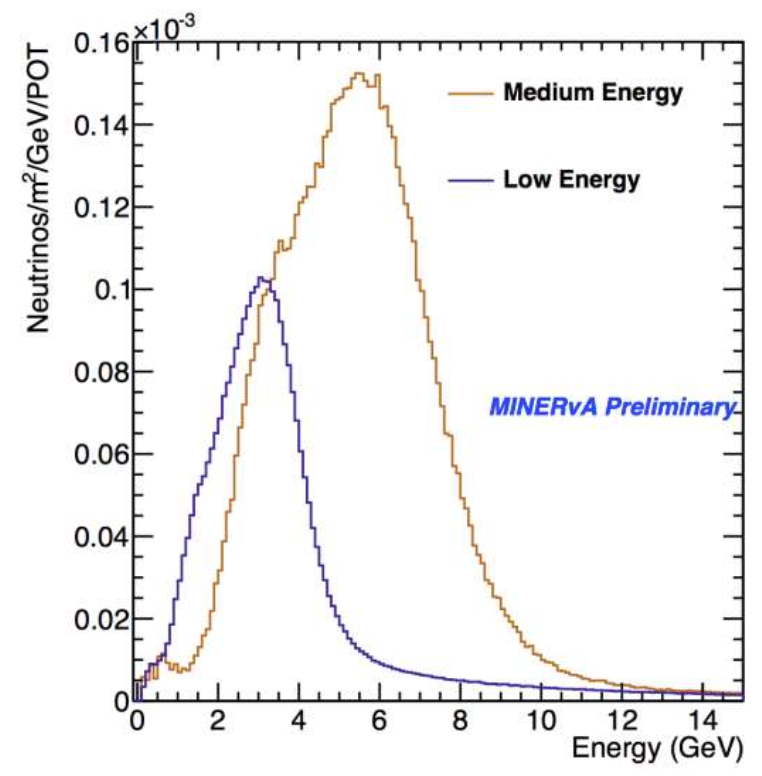 ×10⁻³
0.16
0.14
0.12
0.1
0.08
0.06
0.04
0.02
0
Neutrinos/m²/GeV/POT
Medium Energy
Low Energy
MINERvA Preliminary
0 2 4 6 8 10 12 14
Energy (GeV)